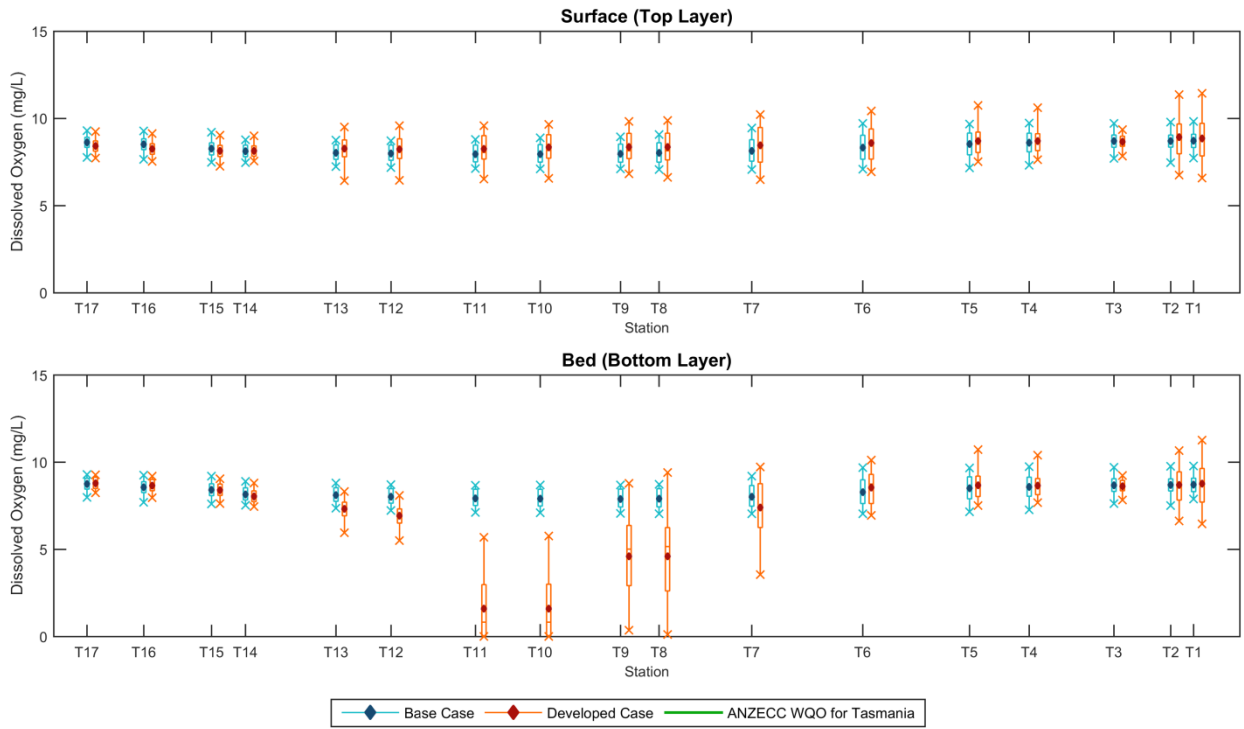 Surface (Top Layer)
15
10
5
0
Dissolved Oxygen (mg/L)
T17 T16 T15 T14 T13 T12 T11 T10 T9 T8 T7 T6 T5 T4 T3 T2 T1
Station
Bed (Bottom Layer)
15
10
5
0
Dissolved Oxygen (mg/L)
T17 T16 T15 T14 T13 T12 T11 T10 T9 T8 T7 T6 T5 T4 T3 T2 T1
Station
Base Case Developed Case ANZECC WQO for Tasmania